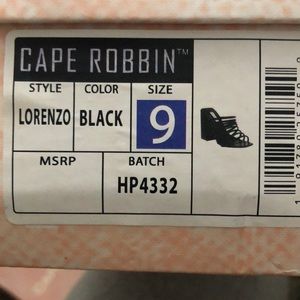 CAPE ROBBIN™
STYLE COLOR SIZE
LORENZO BLACK 9
MSRP BATCH
HP4332